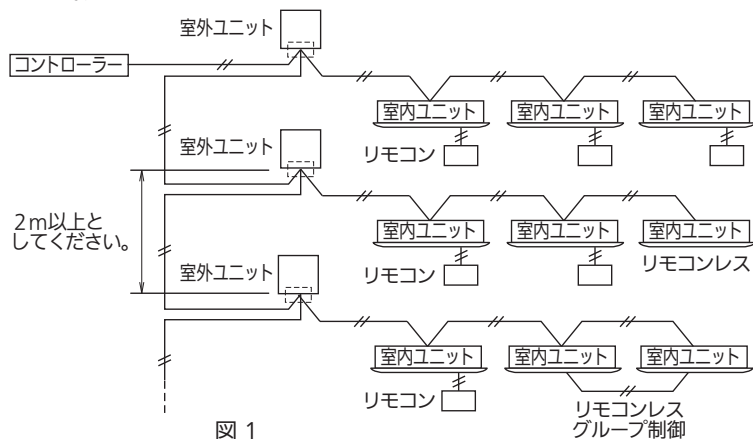 室外ユニット
コントローラー
室内ユニット
室内ユニット
室内ユニット
リモコン
室外ユニット
2m以上と
してください。
室内ユニット
室内ユニット
室内ユニット
リモコン
リモコンレス
室外ユニット
室内ユニット
室内ユニット
室内ユニット
リモコン
リモコンレス
グループ制御
図 1